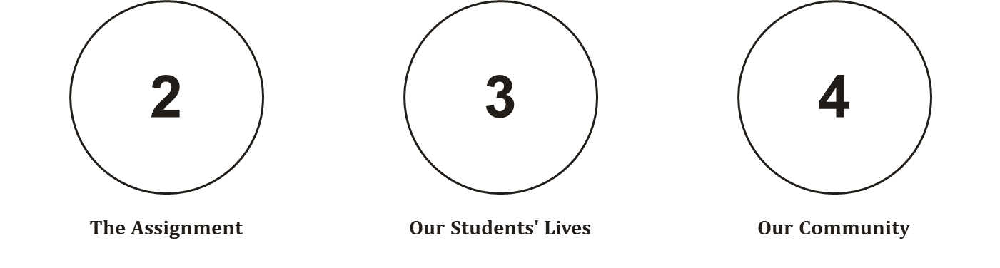 2
3
4
The Assignment
Our Students' Lives
Our Community